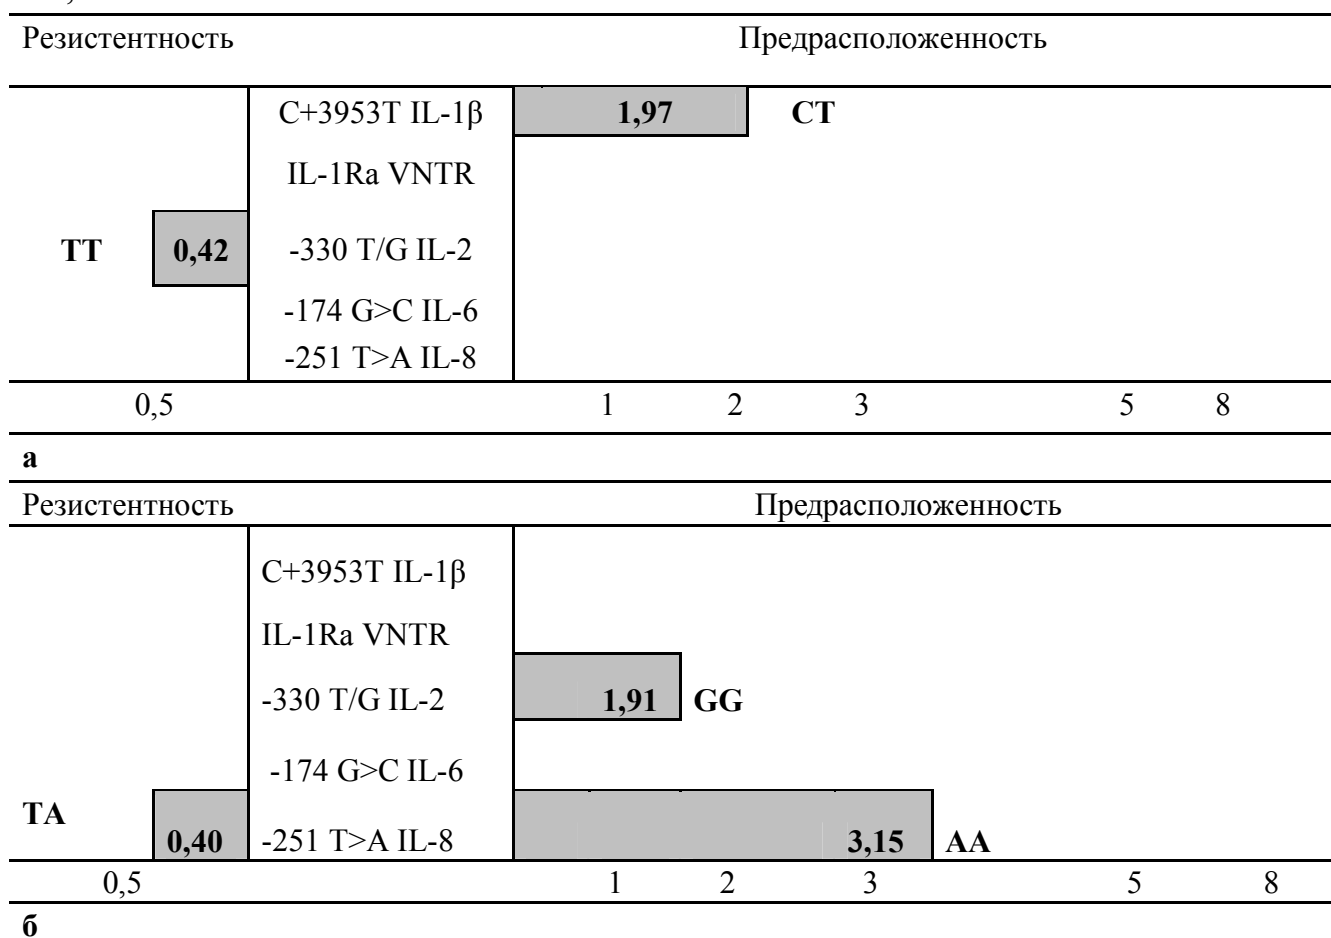 Резистентность Предрасположенность
C+3953T IL-1β 1,97 CT
IL-1Ra VNTR
TT 0,42 -330 T/G IL-2
-174 G>C IL-6
-251 T>A IL-8
0,5 1 2 3 5 8
а
Резистентность Предрасположенность
C+3953T IL-1β
IL-1Ra VNTR
-330 T/G IL-2 1,91 GG
-174 G>C IL-6
TA
0,40 -251 T>A IL-8 3,15 AA
0,5 1 2 3 5 8
б